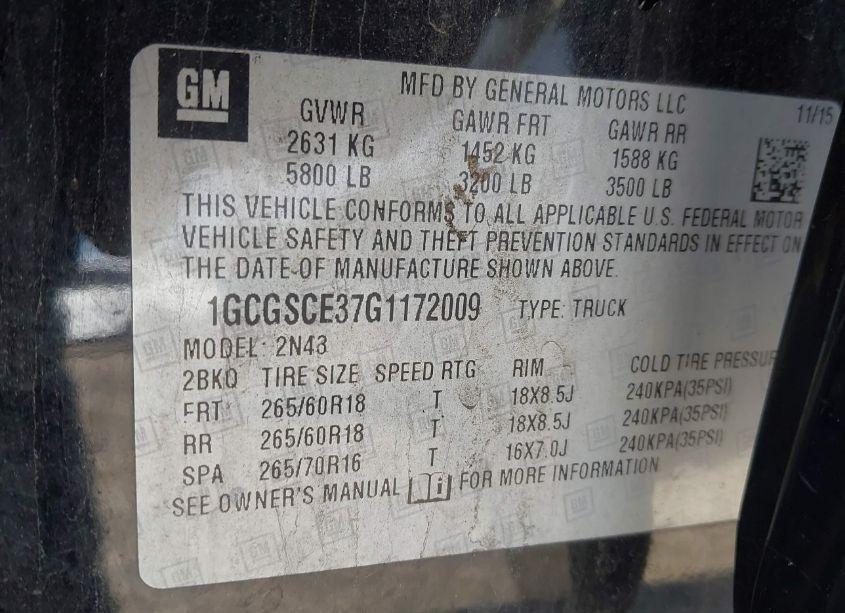 GM
MFD BY GENERAL MOTORS LLC
11/15
GVWR GAWR FRT GAWR RR
2631 KG 1452 KG 1588 KG
5800 LB 3200 LB 3500 LB
THIS VEHICLE CONFORMS TO ALL APPLICABLE U.S. FEDERAL MOTOR
VEHICLE SAFETY AND THEFT PREVENTION STANDARDS IN EFFECT ON
THE DATE OF MANUFACTURE SHOWN ABOVE.
1GCGSCE37G1172009 TYPE: TRUCK
MODEL: 2N43
2BKQ TIRE SIZE SPEED RTG RIM COLD TIRE PRESSUR
FRT 265/60R18 T 18X8.5J 240KPA(35PSI)
RR 265/60R18 T 18X8.5J 240KPA(35PSI)
SPA 265/70R16 T 16X7.0J 240KPA(35PSI)
SEE OWNER'S MANUAL FOR MORE INFORMATION